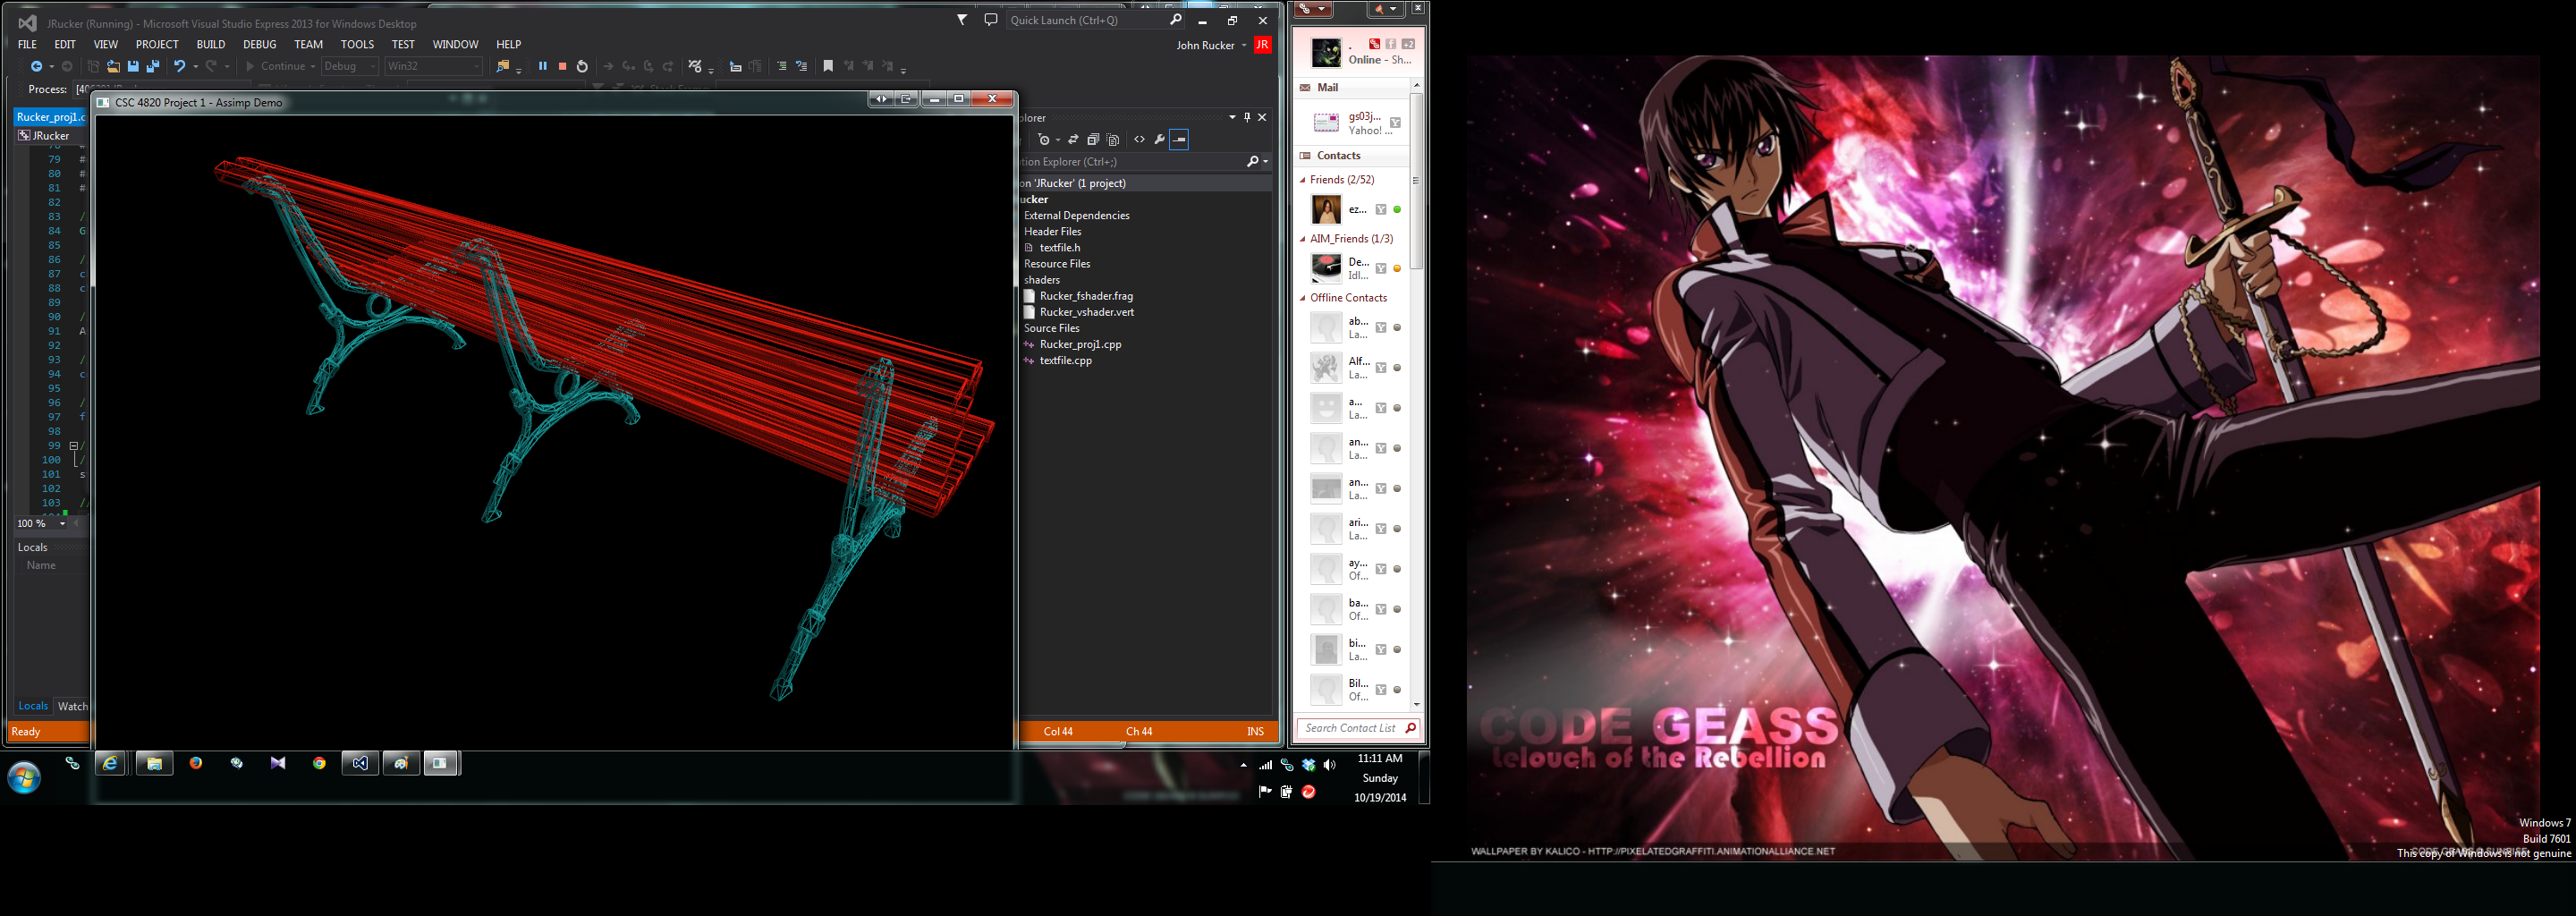 JRucker (Running) - Microsoft Visual Studio Express 2013 for Windows Desktop
Quick Launch (Ctrl+Q)
FILE EDIT VIEW PROJECT BUILD DEBUG TEAM TOOLS TEST WINDOW HELP
John Rucker JR
Continue Debug Win32
Process:
CSC 4820 Project 1 - Assimp Demo
Rucker_proj1.c
JRucker
79 #
80 #
81 #
82
83 /
84 G
85
86 /
87 c
88 c
89
90 /
91 A
92
93 /
94 c
95
96 /
97 f
98
99 /
100 /
101 s
102
103 //
100 %
Locals
Name
Locals Watch
Ready
lorer
ution Explorer (Ctrl+;)
on 'JRucker' (1 project)
ucker
External Dependencies
Header Files
textfile.h
Resource Files
shaders
Rucker_fshader.frag
Rucker_vshader.vert
Source Files
Rucker_proj1.cpp
textfile.cpp
Col 44 Ch 44 INS
. +2
Online - Sh...
Mail
gs03j...
Yahoo! ...
Contacts
Friends (2/52)
ez...
AIM_Friends (1/3)
De...
Idl...
Offline Contacts
ab...
La...
Alf...
La...
a...
La...
an...
La...
an...
La...
ari...
La...
ay...
Of...
ba...
Of...
bi...
La...
Bil...
Of...
Search Contact List
11:11 AM
Sunday
10/19/2014
CODE GEASS
Lelouch of the Rebellion
WALLPAPER BY KALICO - HTTP://PIXELATEDGRAFFITI.ANIMATIONALLIANCE.NET
Windows 7
Build 7601
This copy of Windows is not genuine